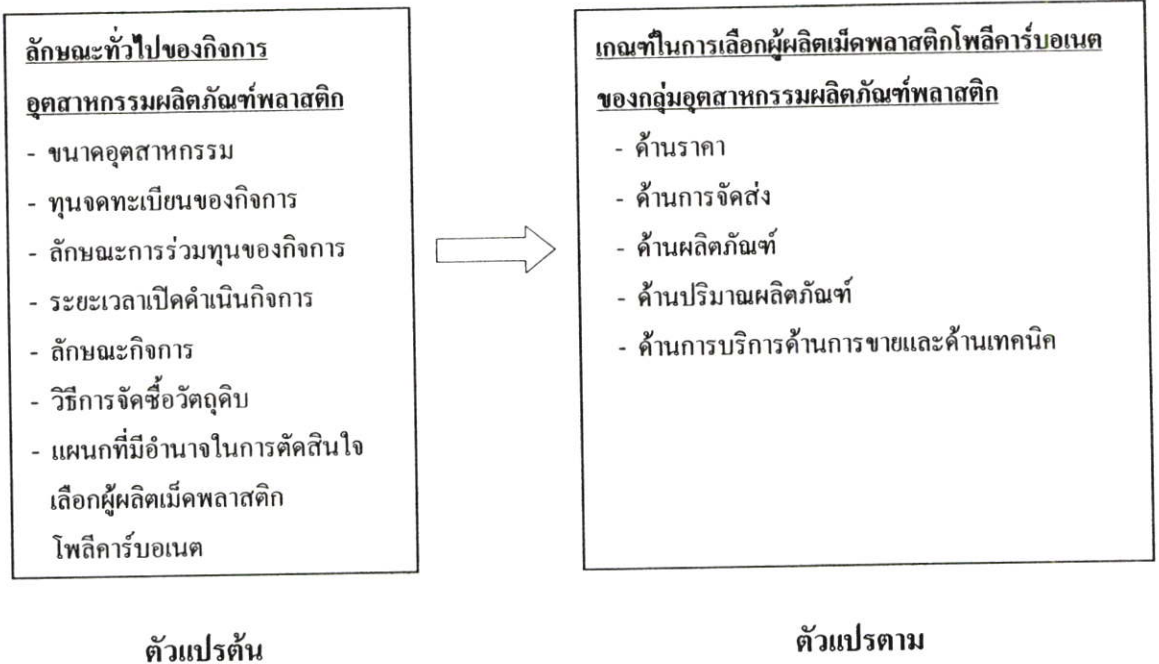 ลักษณะทั่วไปของกิจการ
อุตสาหกรรมผลิตภัณฑ์พลาสติก
- ขนาดอุตสาหกรรม
- ทุนจดทะเบียนของกิจการ
- ลักษณะการร่วมทุนของกิจการ
- ระยะเวลาเปิดดำเนินกิจการ
- ลักษณะกิจการ
- วิธีการจัดซื้อวัตถุดิบ
- แผนกที่มีอำนาจในการตัดสินใจ
เลือกผู้ผลิตเม็ดพลาสติก
โพลีคาร์บอเนต
ตัวแปรต้น
เกณฑ์ในการเลือกผู้ผลิตเม็ดพลาสติกโพลีคาร์บอเนต
ของกลุ่มอุตสาหกรรมผลิตภัณฑ์พลาสติก
- ด้านราคา
- ด้านการจัดส่ง
- ด้านผลิตภัณฑ์
- ด้านปริมาณผลิตภัณฑ์
- ด้านการบริการด้านการขายและด้านเทคนิค
ตัวแปรตาม